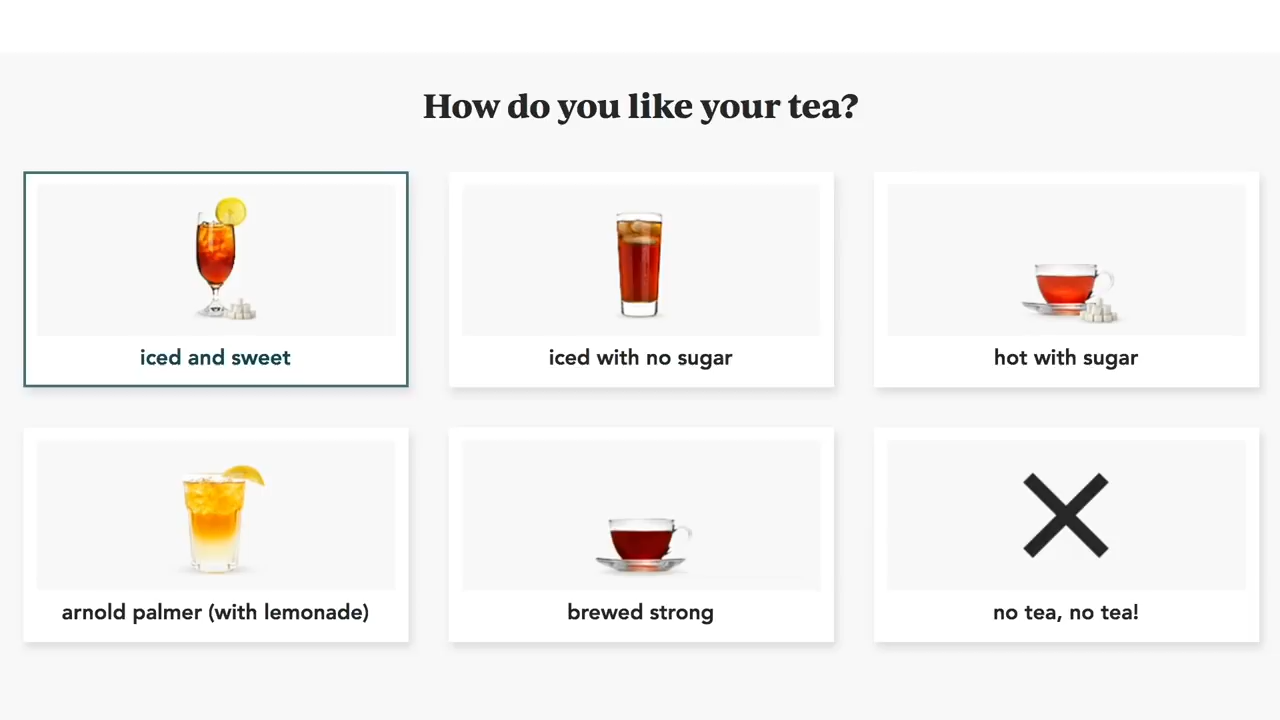 How do you like your tea?
iced and sweet
iced with no sugar
hot with sugar
arnold palmer (with lemonade)
brewed strong
no tea, no tea!